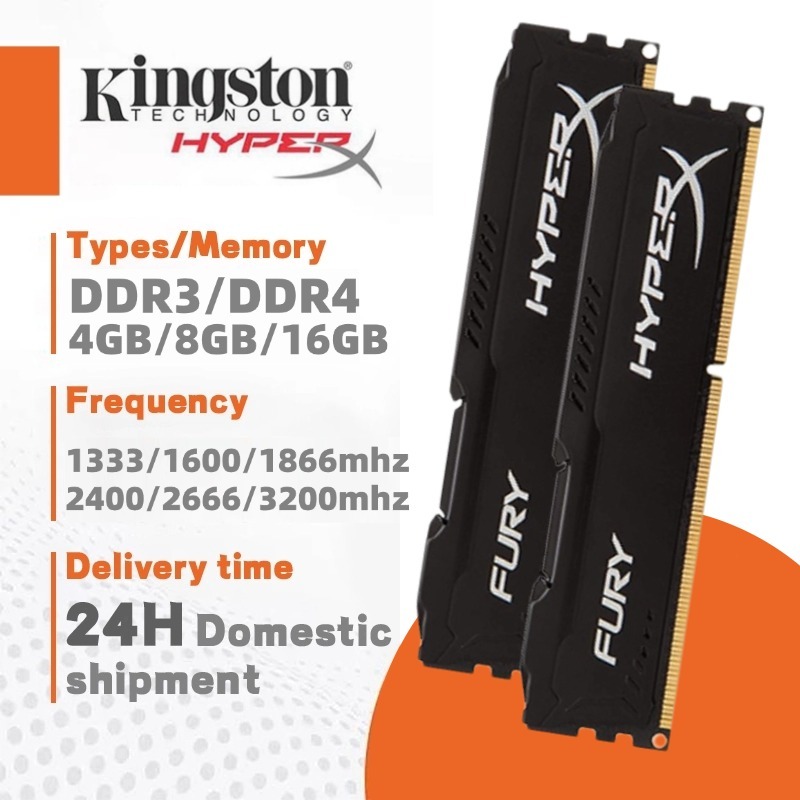 Kingston®
TECHNOLOGY
HYPERX
Types/Memory
DDR3/DDR4
4GB/8GB/16GB
Frequency
1333/1600/1866mhz
2400/2666/3200mhz
Delivery time
24H Domestic
shipment
HYPERX
FURY
HYPERX
FURY